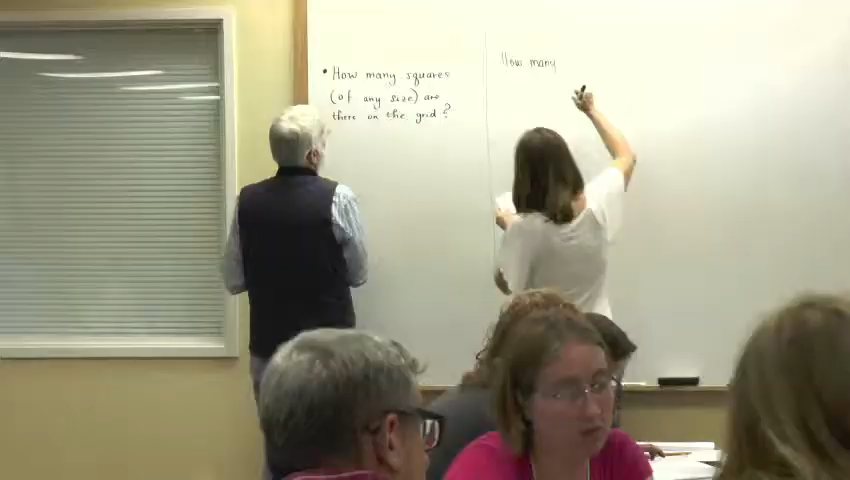 • How many squares
(of any size) are
there on the grid?
How many